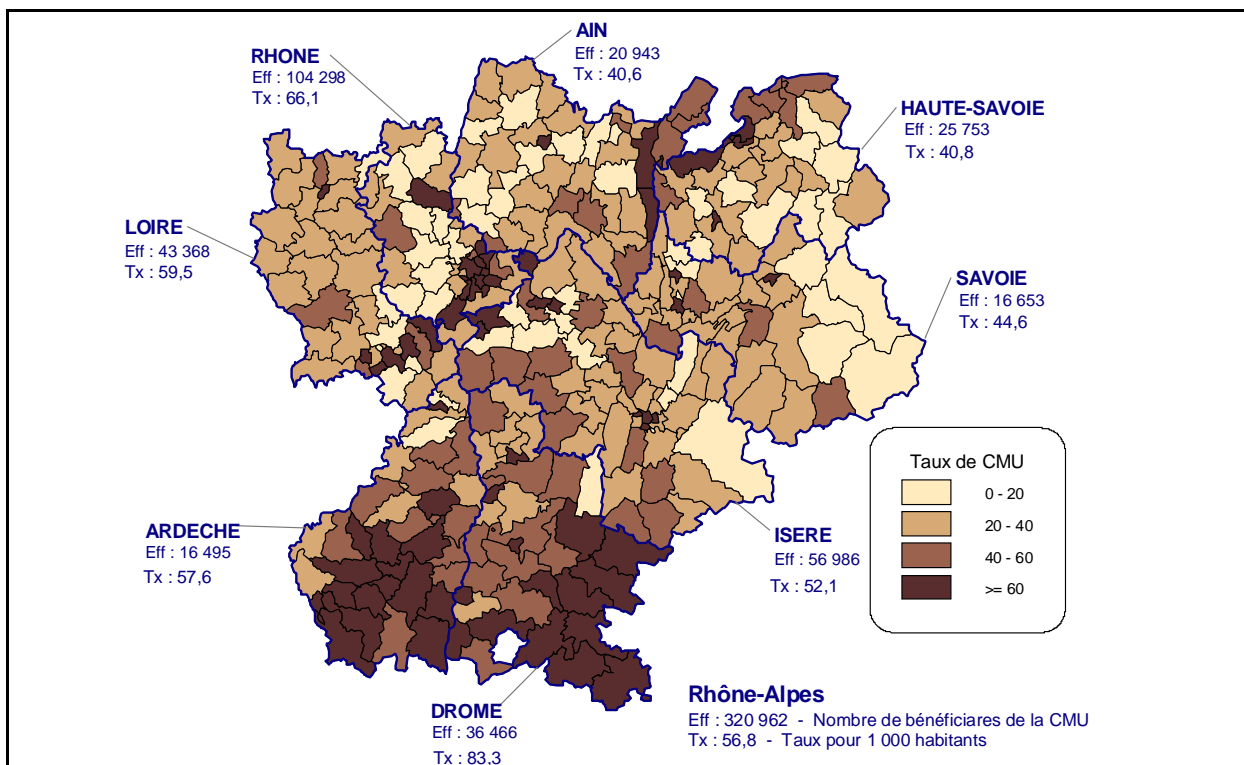 AIN
Eff : 20 943
Tx : 40,6
RHONE
Eff : 104 298
Tx : 66,1
HAUTE-SAVOIE
Eff : 25 753
Tx : 40,8
LOIRE
Eff : 43 368
Tx : 59,5
SAVOIE
Eff : 16 653
Tx : 44,6
Taux de CMU
0 - 20
20 - 40
40 - 60
>= 60
ARDECHE
Eff : 16 495
Tx : 57,6
ISERE
Eff : 56 986
Tx : 52,1
DROME
Eff : 36 466
Tx : 83,3
Rhône-Alpes
Eff : 320 962 - Nombre de bénéficiares de la CMU
Tx : 56,8 - Taux pour 1 000 habitants